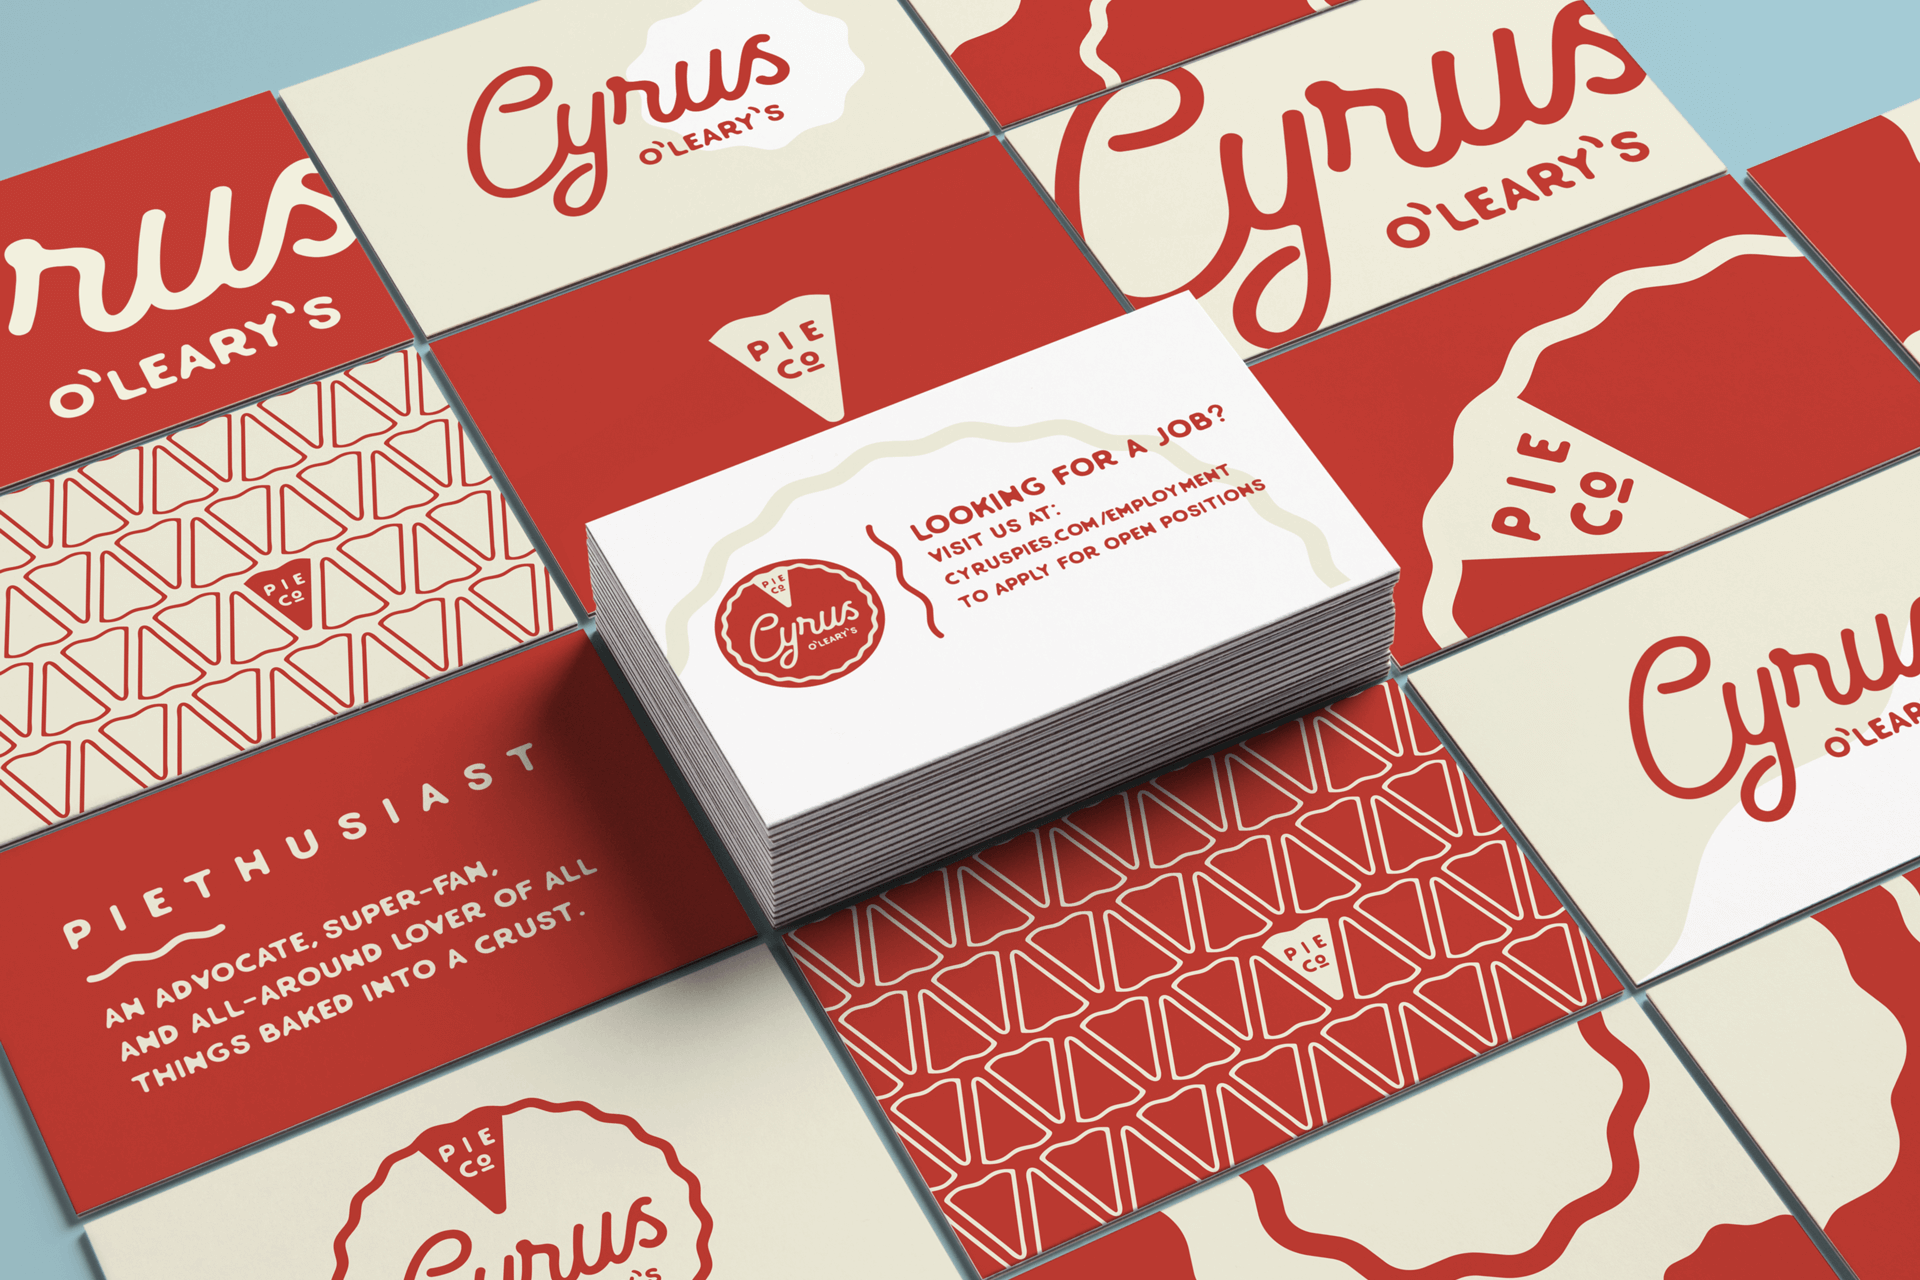 Cyrus
O'LEARY'S
rus
O'LEARY'S
Cyrus
O'LEARY'S
PIE
Co
PIE
Co
PIE
Co
LOOKING FOR A JOB?
VISIT US AT:
CYRUSPIES.COM/EMPLOYMENT
TO APPLY FOR OPEN POSITIONS
PIE
Co
Cyrus
O'LEARY'S
Cyru
O'LEAR
PIETHUSIAST
AN ADVOCATE, SUPER-FAN,
AND ALL-AROUND LOVER OF ALL
THINGS BAKED INTO A CRUST.
PIE
Co
PIE
Co
Cyrus